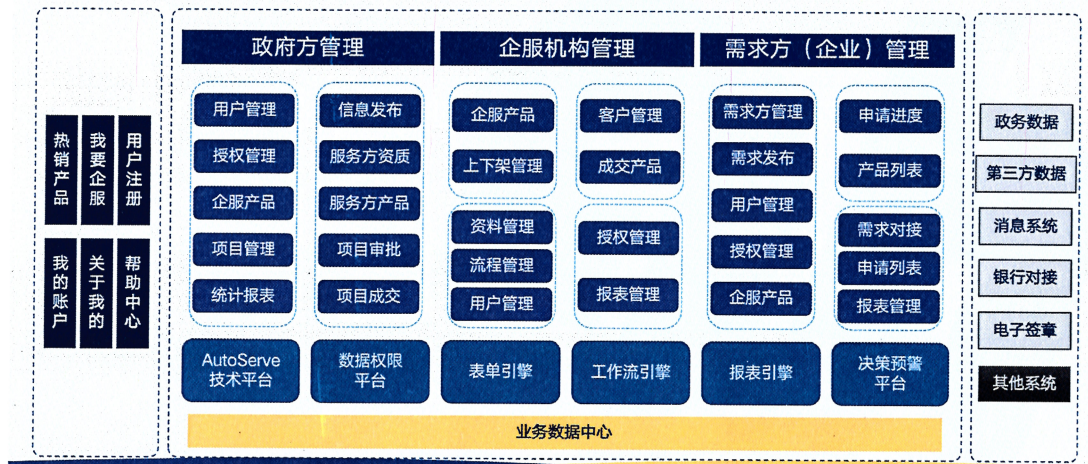 热销产品
我要企服
用户注册
我的账户
关于我的
帮助中心
政府方管理
用户管理
授权管理
企服产品
项目管理
统计报表
信息发布
服务方资质
服务方产品
项目审批
项目成交
企服机构管理
企服产品
上下架管理
客户管理
成交产品
资料管理
流程管理
用户管理
授权管理
报表管理
需求方（企业）管理
需求方管理
需求发布
用户管理
授权管理
企服产品
申请进度
产品列表
需求对接
申请列表
报表管理
AutoServe
技术平台
数据权限
平台
表单引擎
工作流引擎
报表引擎
决策预警
平台
业务数据中心
政务数据
第三方数据
消息系统
银行对接
电子签章
其他系统